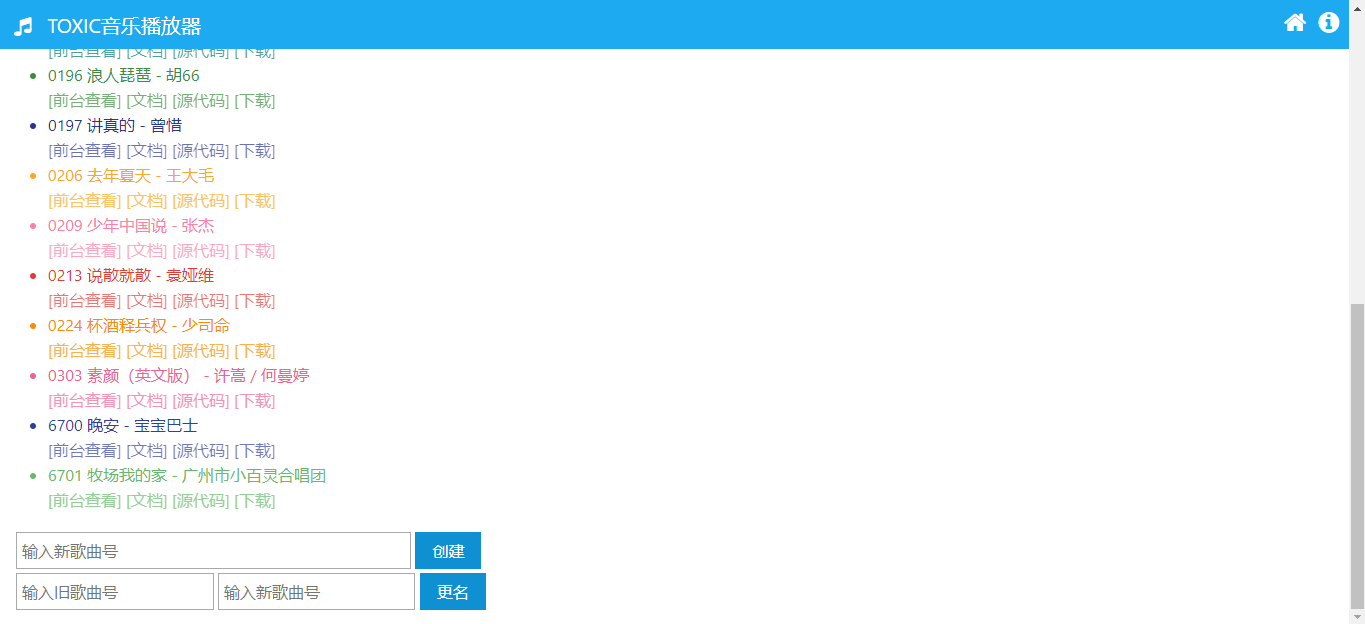 TOXIC音乐播放器
[前台查看] [文档] [源代码] [下载]
0196 浪人琵琶 - 胡66
[前台查看] [文档] [源代码] [下载]
0197 讲真的 - 曾惜
[前台查看] [文档] [源代码] [下载]
0206 去年夏天 - 王大毛
[前台查看] [文档] [源代码] [下载]
0209 少年中国说 - 张杰
[前台查看] [文档] [源代码] [下载]
0213 说散就散 - 袁娅维
[前台查看] [文档] [源代码] [下载]
0224 杯酒释兵权 - 少司命
[前台查看] [文档] [源代码] [下载]
0303 素颜（英文版） - 许嵩 / 何曼婷
[前台查看] [文档] [源代码] [下载]
6700 晚安 - 宝宝巴士
[前台查看] [文档] [源代码] [下载]
6701 牧场我的家 - 广州市小百灵合唱团
[前台查看] [文档] [源代码] [下载]
输入新歌曲号 创建
输入旧歌曲号 输入新歌曲号 更名